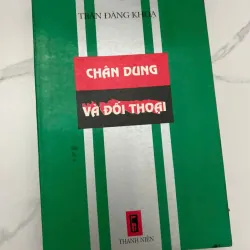 TRẦN ĐĂNG KHOA
CHÂN DUNG
VÀ ĐỐI THOẠI
THANH NIÊN